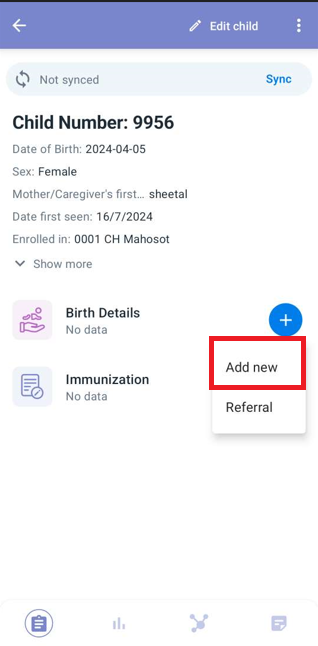 Edit child
Not synced
Sync
Child Number: 9956
Date of Birth: 2024-04-05
Sex: Female
Mother/Caregiver's first... sheetal
Date first seen: 16/7/2024
Enrolled in: 0001 CH Mahosot
Show more
Birth Details
No data
Add new
Immunization
No data
Referral